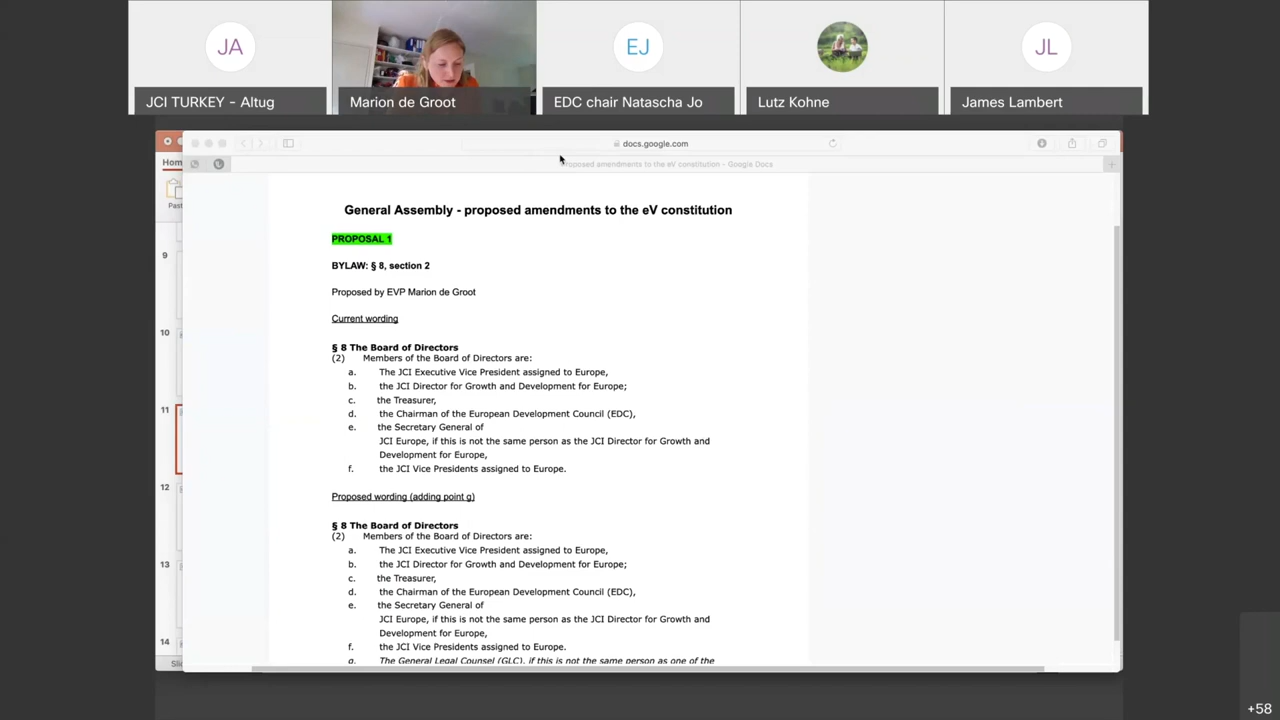 JA
EJ
JL
JCI TURKEY - Altug
Marion de Groot
EDC chair Natascha Jo
Lutz Kohne
James Lambert
docs.google.com
Hom
roposed amendments to the eV constitution - Google Docs
Past
General Assembly - proposed amendments to the eV constitution
PROPOSAL 1
9
BYLAW: § 8, section 2
Proposed by EVP Marion de Groot
Current wording
10
§ 8 The Board of Directors
(2) Members of the Board of Directors are:
a. The JCI Executive Vice President assigned to Europe,
b. the JCI Director for Growth and Development for Europe;
c. the Treasurer,
11
d. the Chairman of the European Development Council (EDC),
e. the Secretary General of
JCI Europe, if this is not the same person as the JCI Director for Growth and
Development for Europe,
f. the JCI Vice Presidents assigned to Europe.
12
Proposed wording (adding point g)
§ 8 The Board of Directors
(2) Members of the Board of Directors are:
a. The JCI Executive Vice President assigned to Europe,
13
b. the JCI Director for Growth and Development for Europe;
c. the Treasurer,
d. the Chairman of the European Development Council (EDC),
e. the Secretary General of
JCI Europe, if this is not the same person as the JCI Director for Growth and
Development for Europe,
14
f. the JCI Vice Presidents assigned to Europe.
g. The General Legal Counsel (GLC), if this is not the same person as one of the
Sli
+58